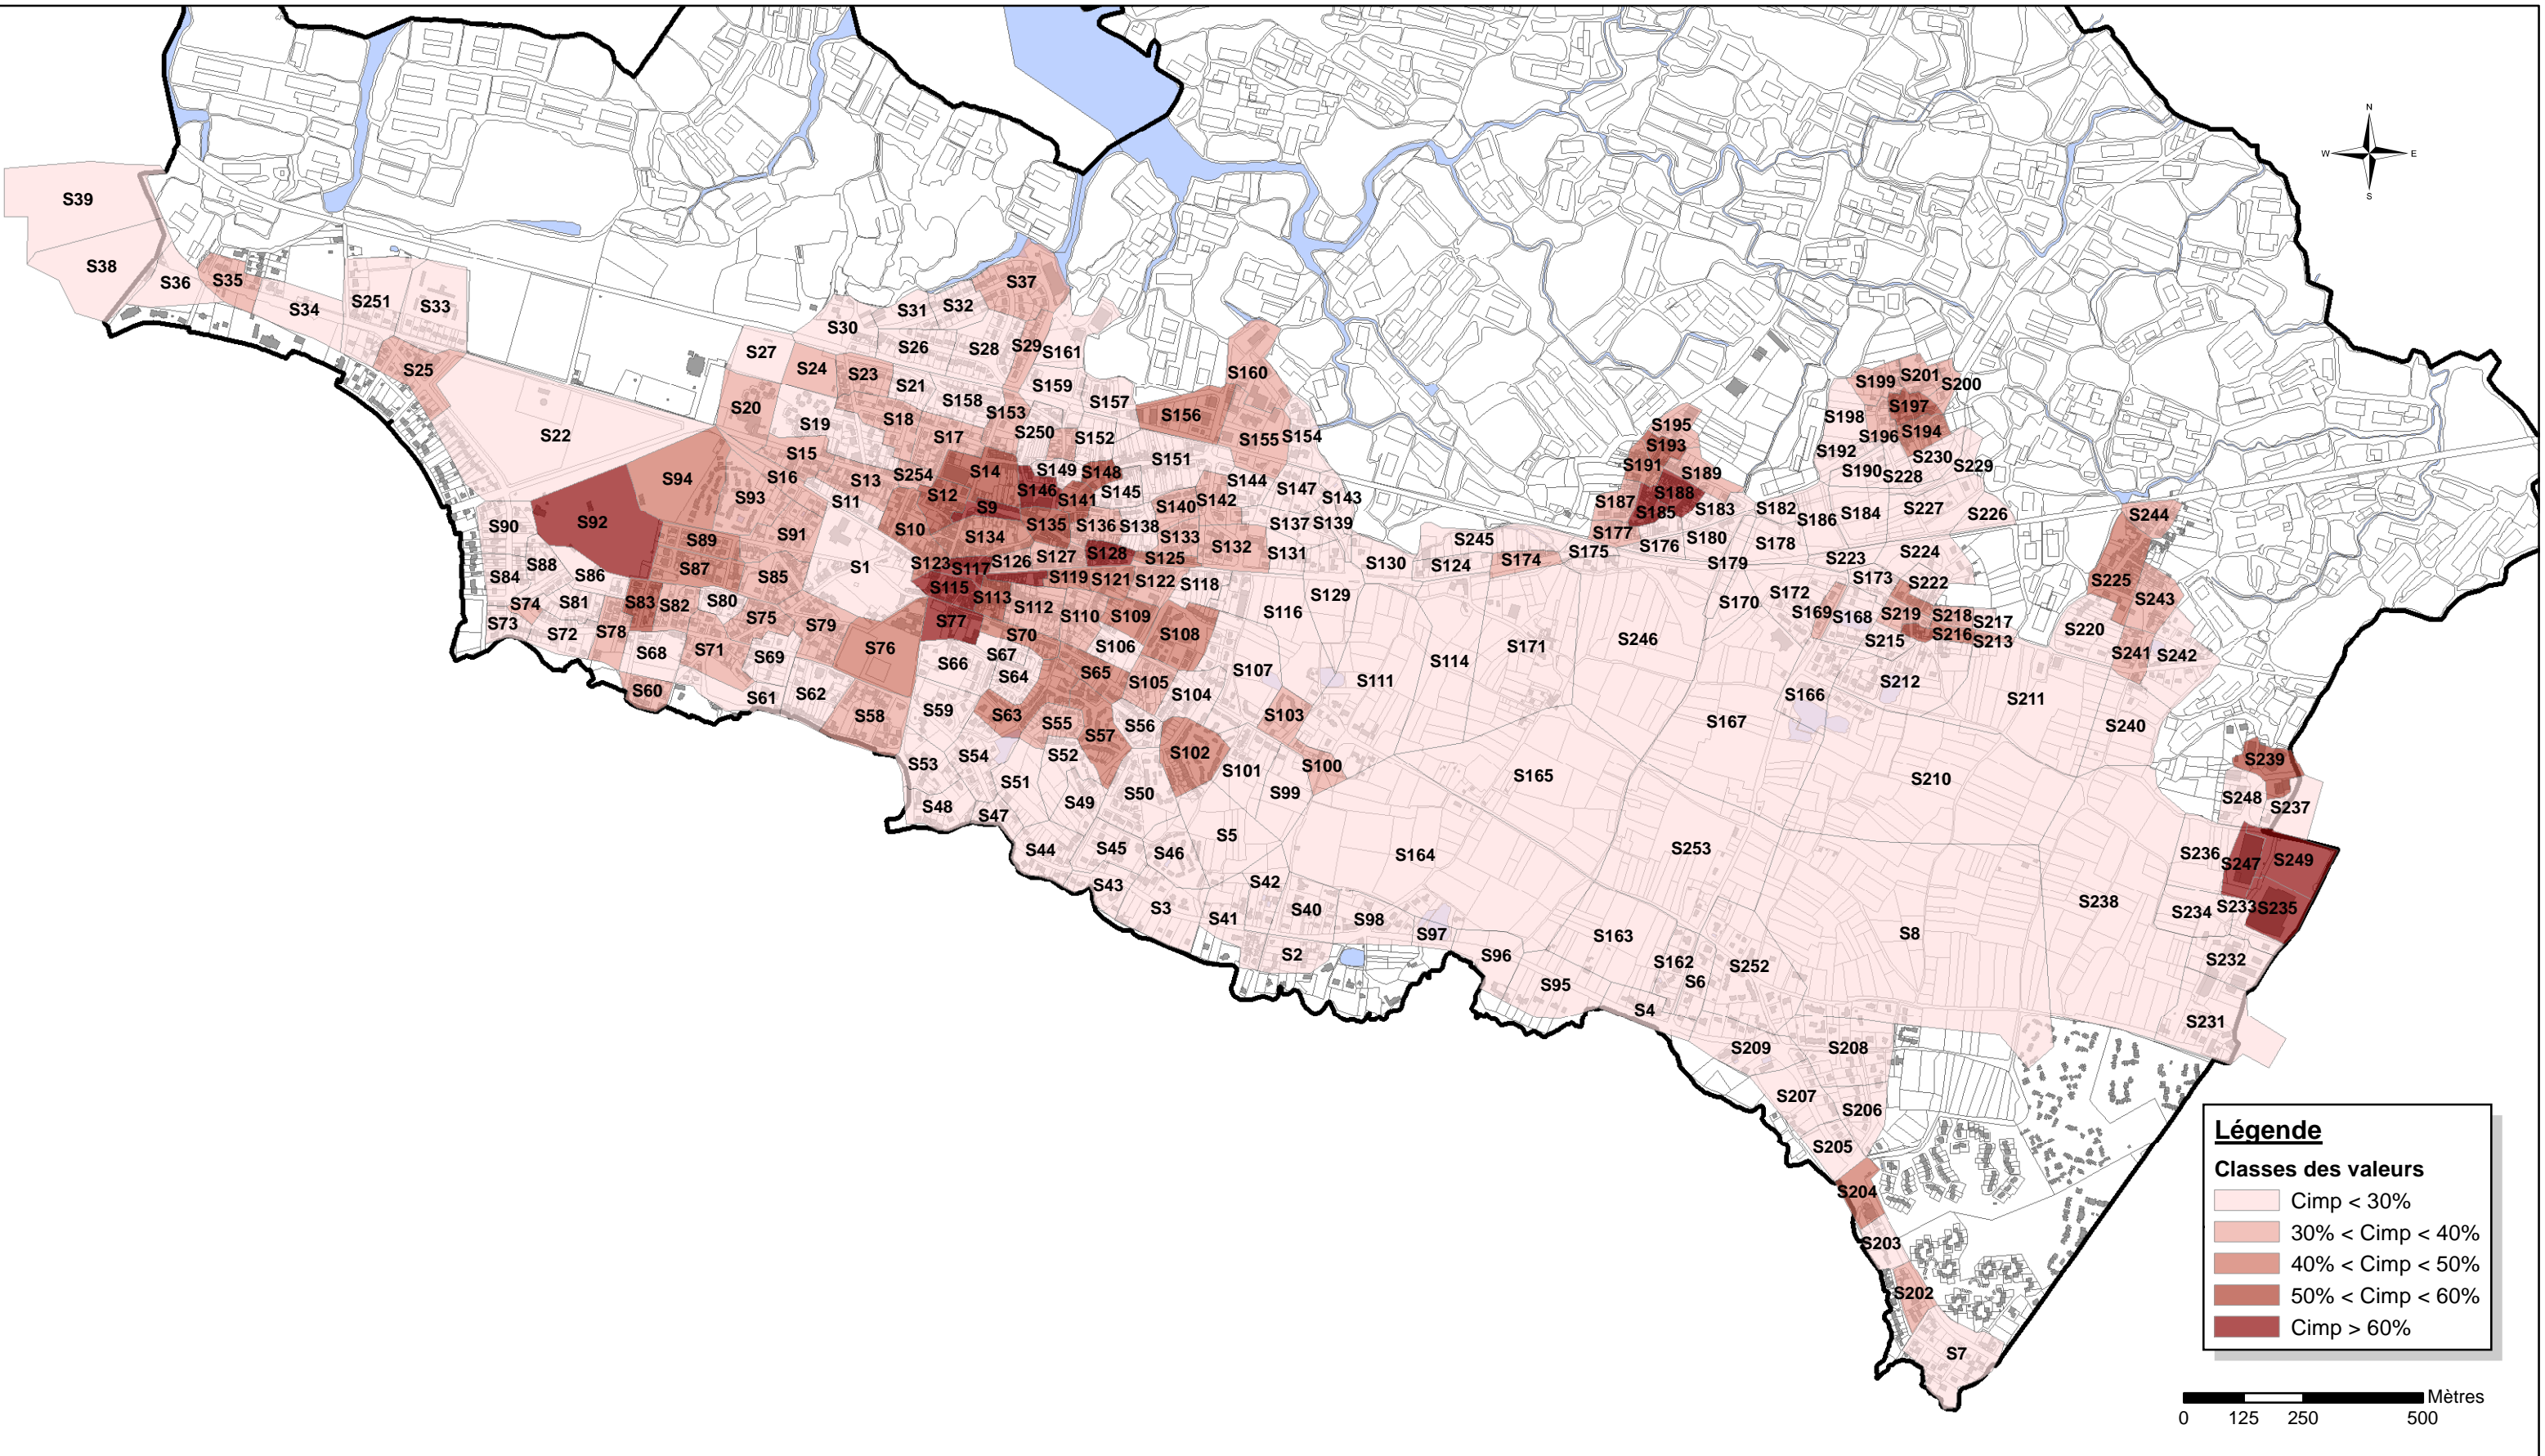 N
W E
S
S39
S38
S36
S35
S34
S251
S33
S25
S22
S37
S31
S32
S30
S27
S26
S28
S29
S161
S24
S23
S21
S159
S160
S20
S158
S157
S153
S156
S19
S18
S17
S250
S152
S155
S154
S15
S151
S14
S149
S148
S94
S16
S13
S254
S144
S93
S11
S12
S146
S141
S145
S147
S143
S142
S140
S9
S92
S90
S10
S135
S136
S138
S137
S139
S91
S134
S133
S132
S89
S131
S88
S128
S127
S125
S126
S123
S117
S1
S87
S84
S86
S85
S119
S121
S122
S118
S115
S113
S74
S81
S83
S82
S80
S112
S110
S109
S116
S129
S73
S72
S78
S75
S79
S77
S70
S108
S68
S71
S69
S76
S66
S67
S106
S64
S65
S105
S104
S107
S60
S61
S62
S58
S59
S63
S55
S57
S56
S103
S111
S114
S171
S53
S54
S52
S102
S101
S100
S51
S50
S49
S99
S48
S47
S44
S45
S46
S5
S43
S42
S3
S41
S40
S98
S2
S97
S96
S95
S164
S165
S130
S245
S124
S174
S175
S246
S195
S193
S191
S189
S188
S187
S185
S183
S177
S176
S180
S182
S186
S184
S178
S179
S170
S199
S201
S200
S198
S197
S196
S194
S192
S190
S230
S228
S229
S227
S226
S224
S223
S173
S172
S222
S169
S168
S219
S218
S217
S216
S213
S215
S212
S211
S166
S167
S244
S225
S243
S220
S241
S242
S240
S210
S239
S248
S237
S236
S247
S249
S253
S238
S234
S233
S235
S8
S232
S231
S163
S162
S6
S252
S4
S209
S208
S207
S206
S205
S204
S203
S202
S7
Légende
Classes des valeurs
Cimp < 30%
30% < Cimp < 40%
40% < Cimp < 50%
50% < Cimp < 60%
Cimp > 60%
Mètres
0 125 250 500